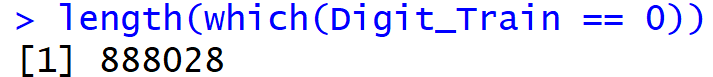 > length(which(Digit_Train == 0))
[1] 888028